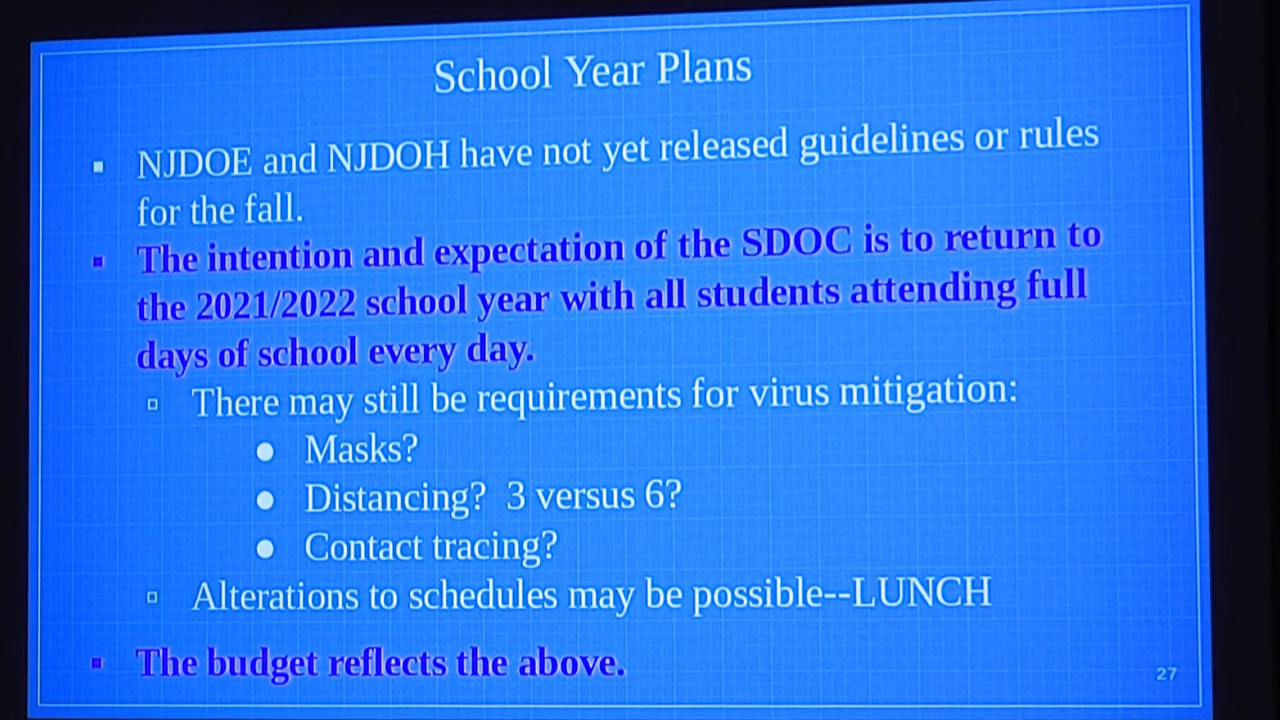 School Year Plans
NJDOE and NJDOH have not yet released guidelines or rules
for the fall.
The intention and expectation of the SDOC is to return to
the 2021/2022 school year with all students attending full
days of school every day.
There may still be requirements for virus mitigation:
Masks?
Distancing?  3 versus 6?
Contact tracing?
Alterations to schedules may be possible--LUNCH
The budget reflects the above.
27